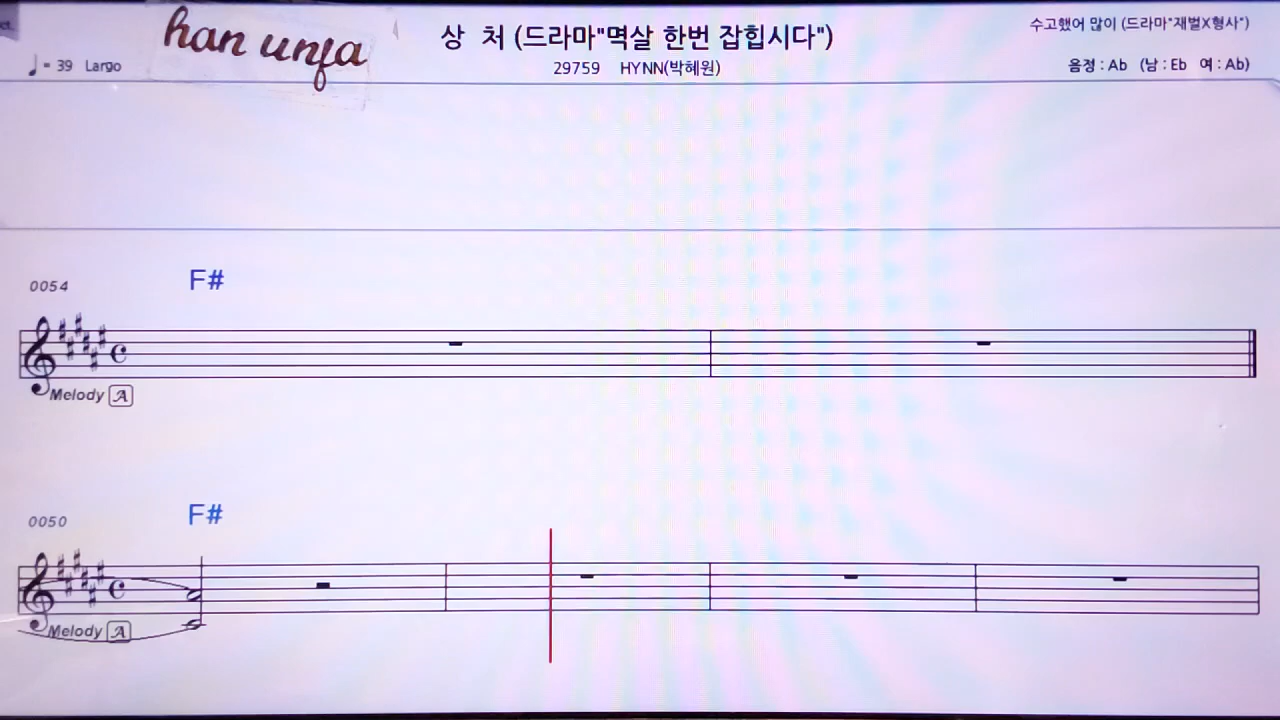 han unfa
상 처 (드라마"멱살 한번 잡힙시다")
수고했어 많이 (드라마"재벌X형사")
♩= 39 Largo
29759 HYNN(박혜원)
음정 : Ab (남 : Eb 여 : Ab)
0054 F#
Melody A
0050 F#
Melody A